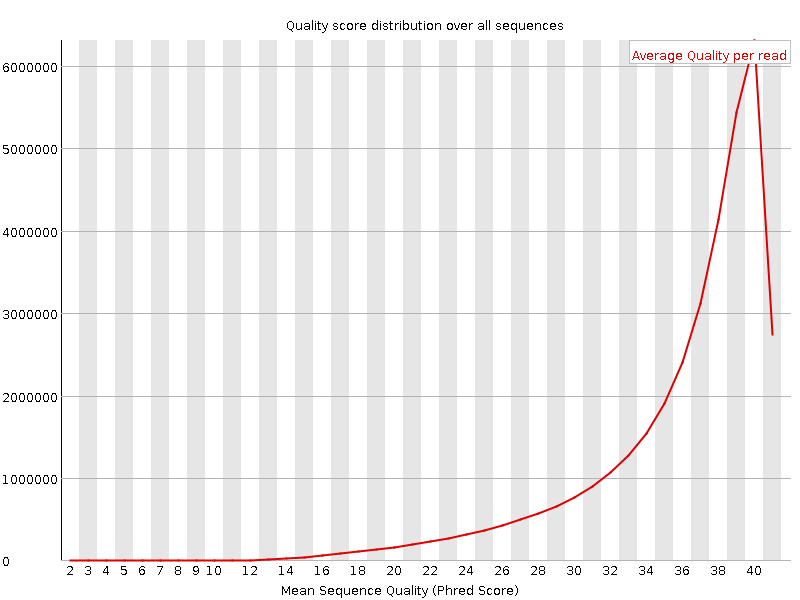 Quality score distribution over all sequences
Average Quality per read
6000000
5000000
4000000
3000000
2000000
1000000
0
2 3 4 5 6 7 8 9 10 12 14 16 18 20 22 24 26 28 30 32 34 36 38 40
Mean Sequence Quality (Phred Score)